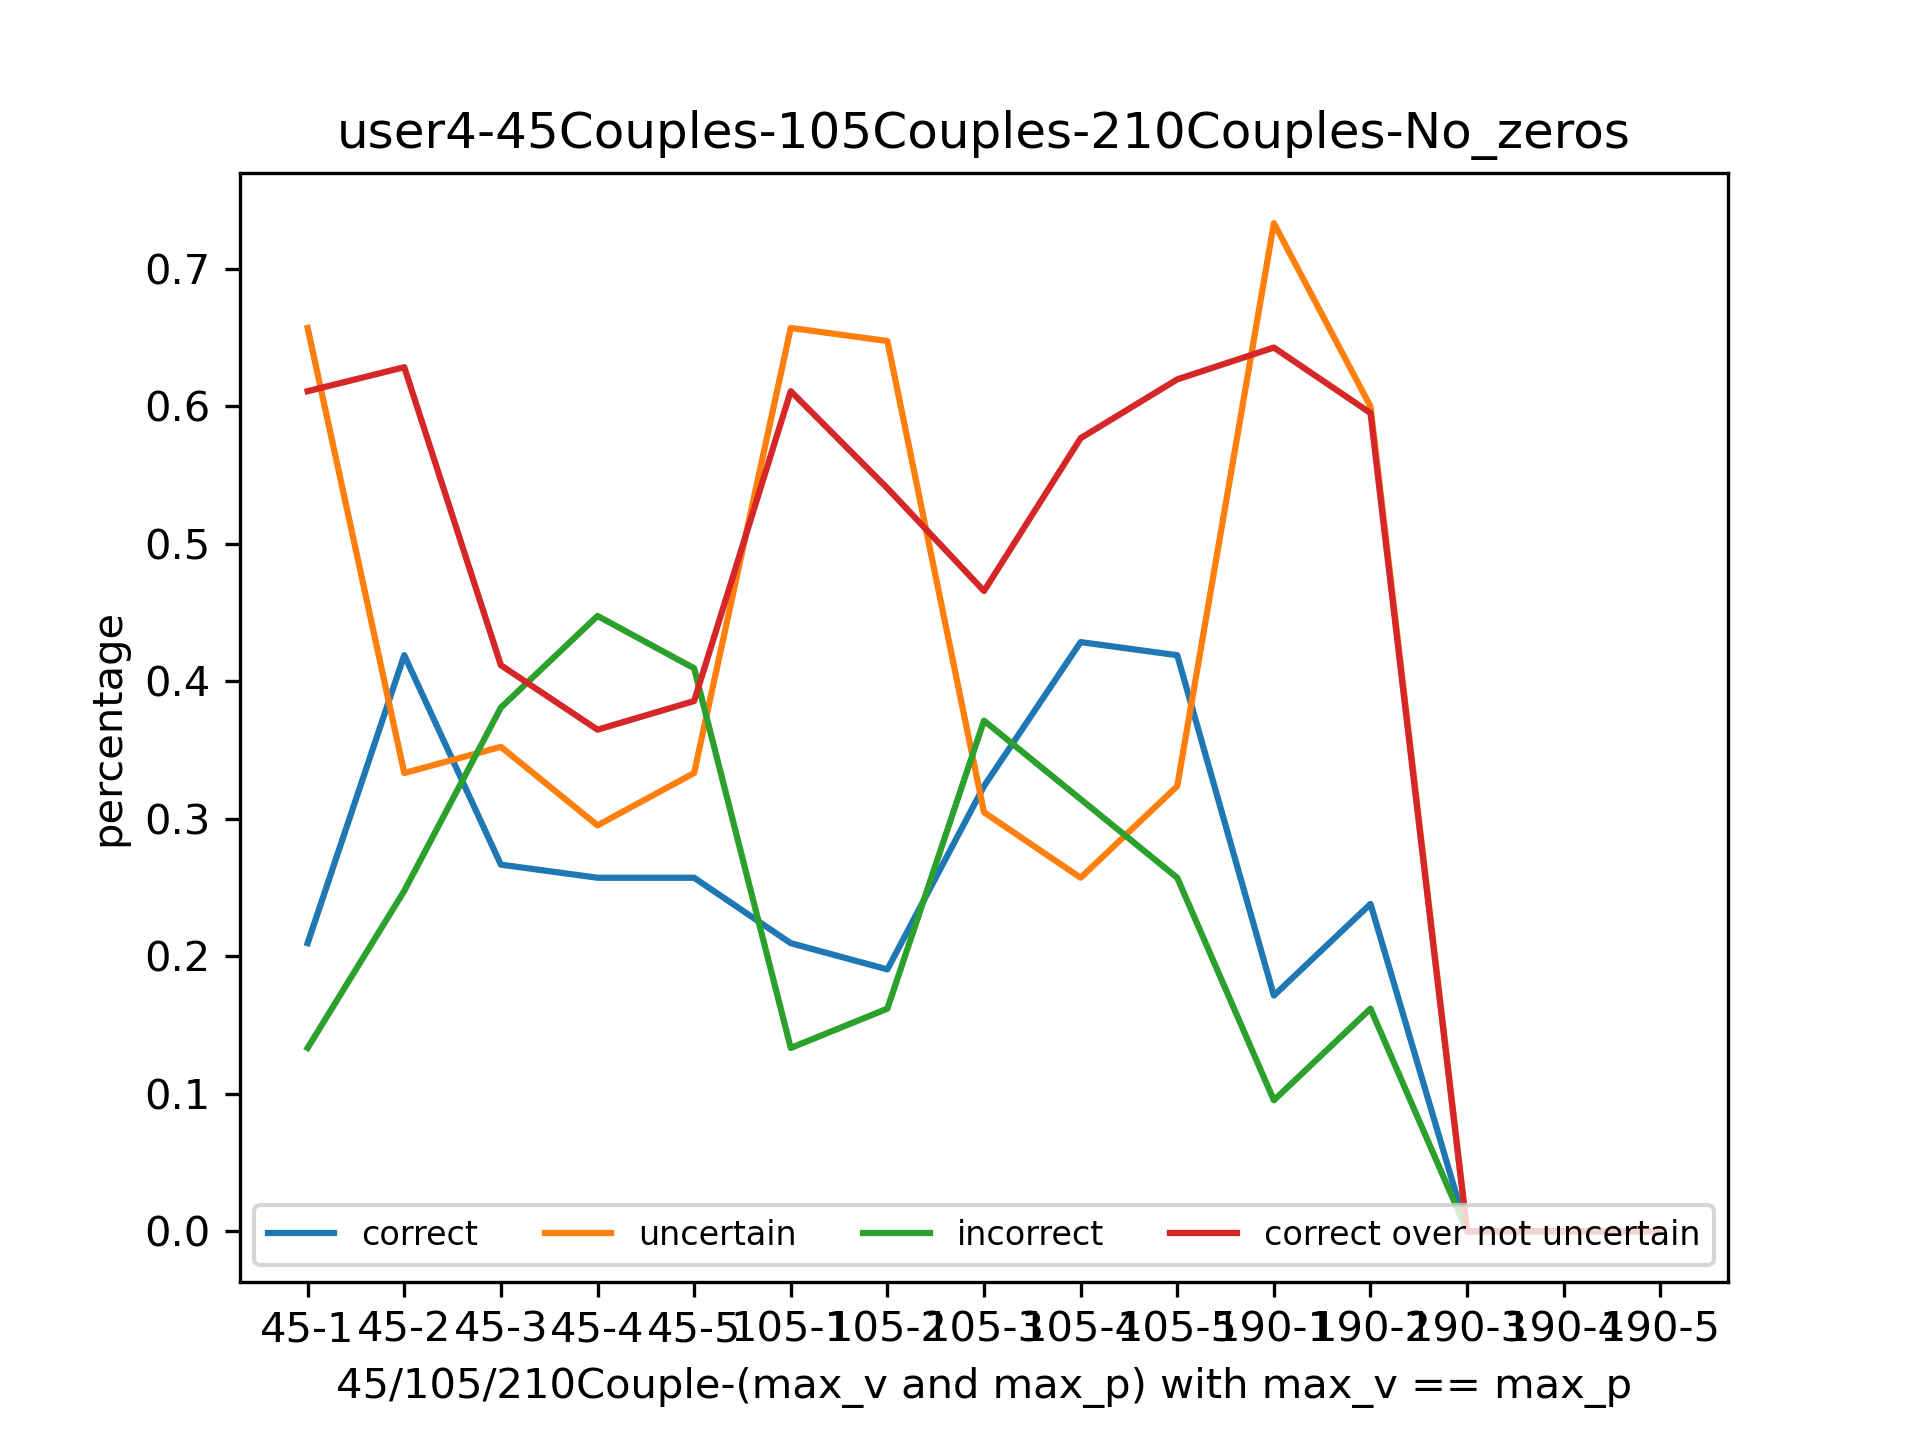 user4-45Couples-105Couples-210Couples-No_zeros
percentage
0.7
0.6
0.5
0.4
0.3
0.2
0.1
0.0
correct uncertain incorrect correct over not uncertain
45-1 45-2 45-3 45-4 45-5 105-1 105-2 105-3 105-4 105-5 190-1 190-2 190-3 190-4 190-5
45/105/210Couple-(max_v and max_p) with max_v == max_p